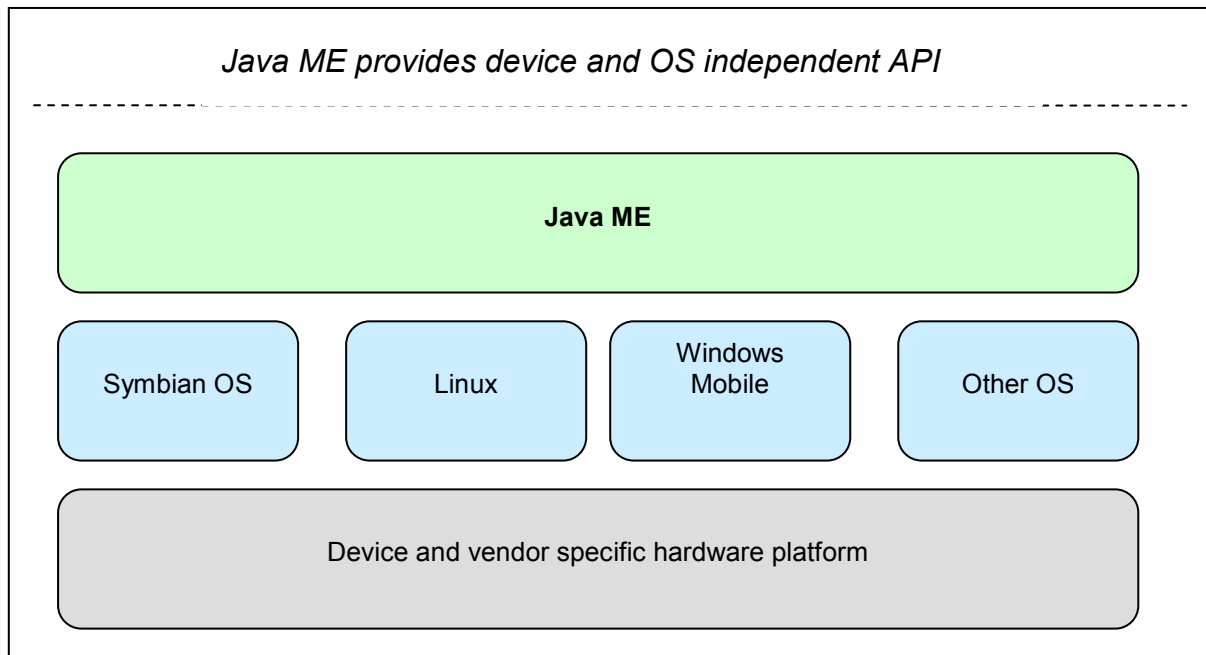 Java ME provides device and OS independent API
Java ME
Symbian OS
Linux
Windows
Mobile
Other OS
Device and vendor specific hardware platform